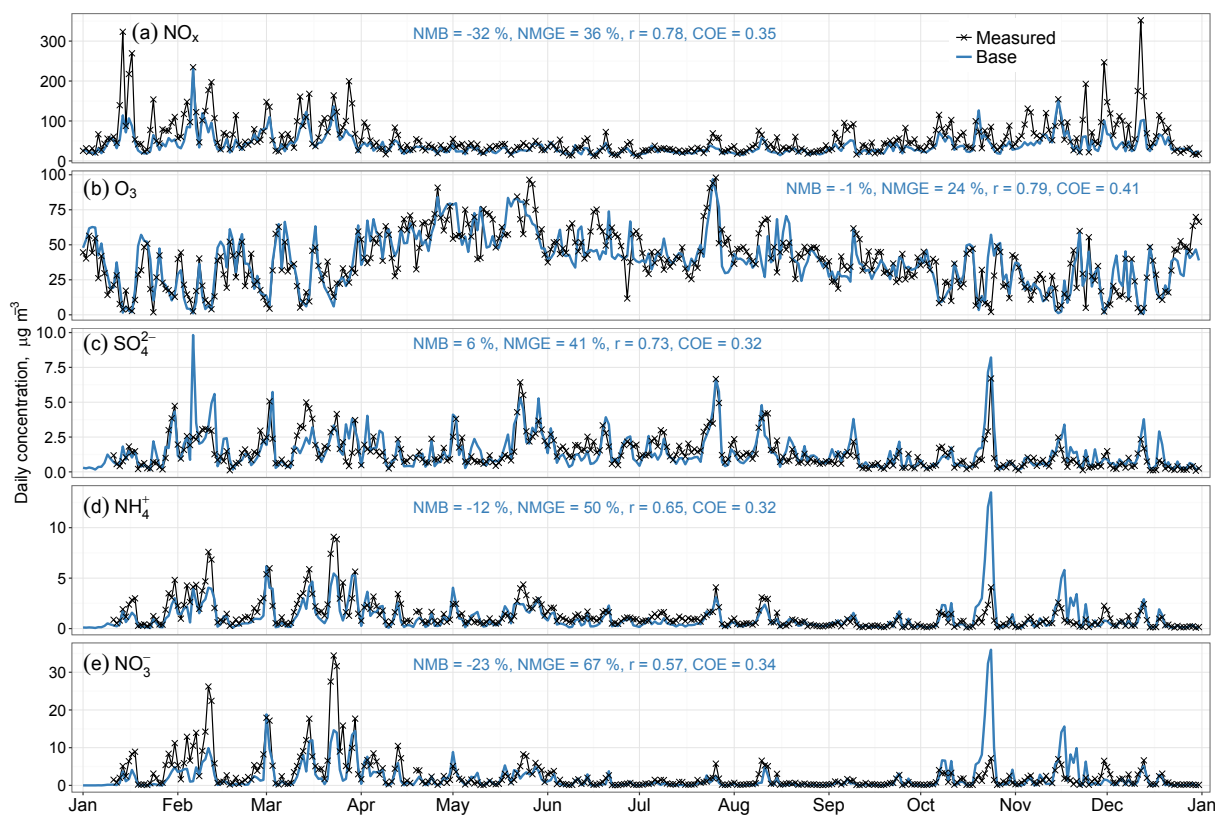 (a) NOₓ
NMB = -32 %, NMGE = 36 %, r = 0.78, COE = 0.35
Measured
Base
300
200
100
0
(b) O₃
NMB = -1 %, NMGE = 24 %, r = 0.79, COE = 0.41
100
75
50
25
0
(c) SO₄²⁻
NMB = 6 %, NMGE = 41 %, r = 0.73, COE = 0.32
10.0
7.5
5.0
2.5
0.0
Daily concentration, μg m⁻³
(d) NH₄⁺
NMB = -12 %, NMGE = 50 %, r = 0.65, COE = 0.32
10
5
0
(e) NO₃⁻
NMB = -23 %, NMGE = 67 %, r = 0.57, COE = 0.34
30
20
10
0
Jan Feb Mar Apr May Jun Jul Aug Sep Oct Nov Dec Jan